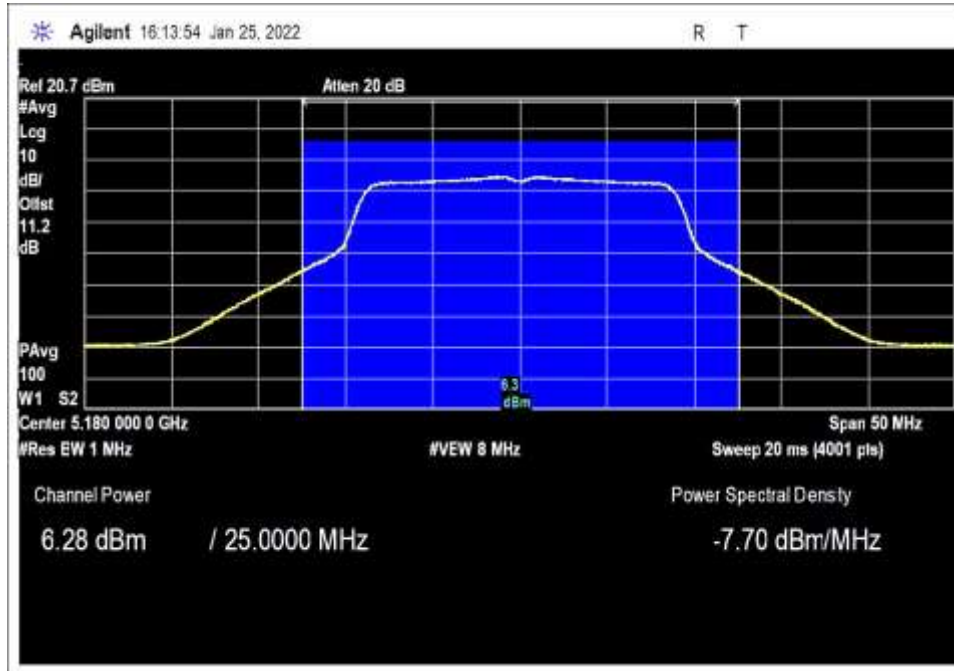 Agilent 16:13:54 Jan 25, 2022 R T
Ref 20.7 dBm Atten 20 dB
#Avg
Log
10
dB/
Offst
11.2
dB
PAvg
100
W1 S2
6.3
dBm
Center 5.180 000 0 GHz Span 50 MHz
#Res BW 1 MHz #VBW 8 MHz Sweep 20 ms (4001 pts)
Channel Power Power Spectral Density
6.28 dBm / 25.0000 MHz -7.70 dBm/MHz